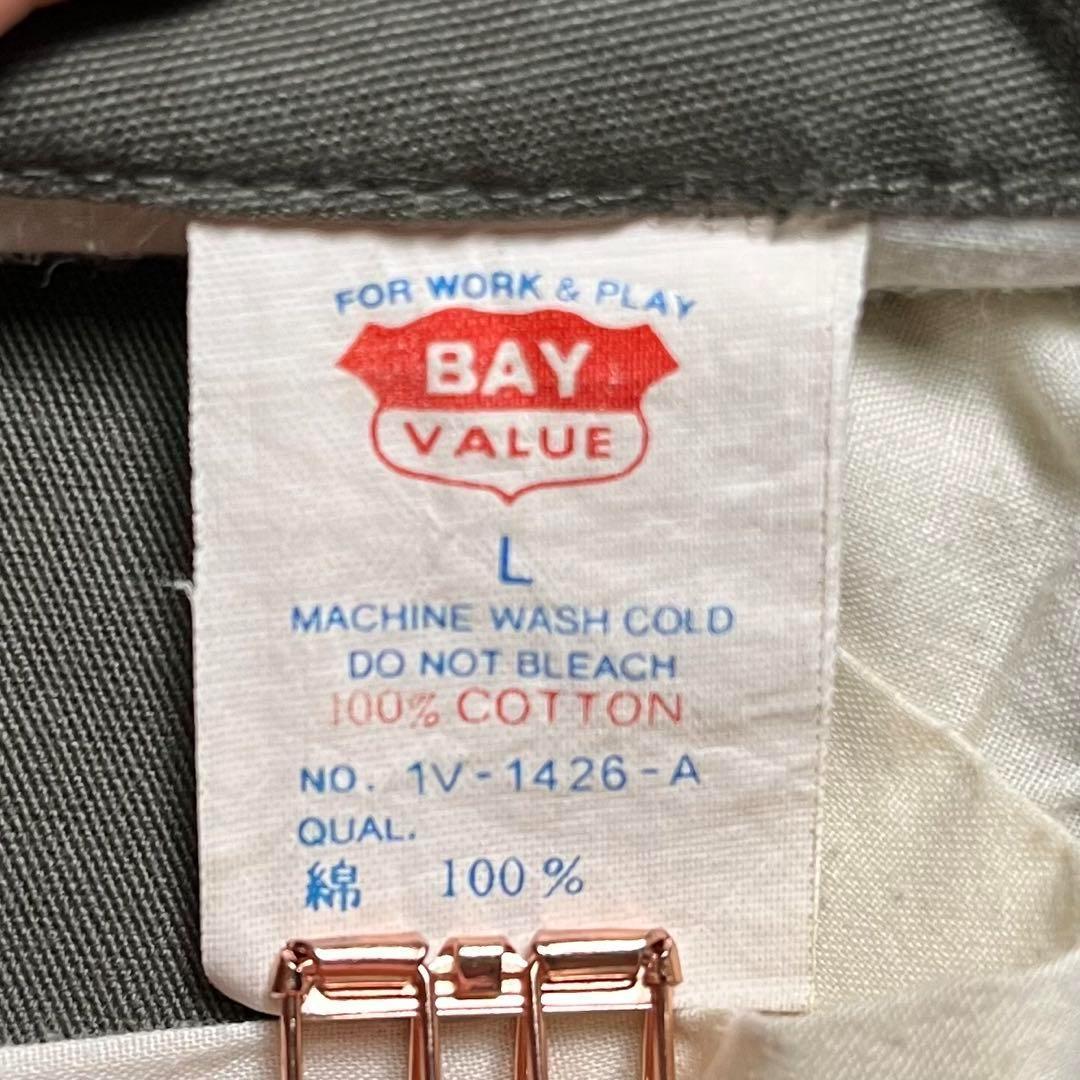 FOR WORK & PLAY
BAY
VALUE
L
MACHINE WASH COLD
DO NOT BLEACH
100% COTTON
NO. 1V-1426-A
QUAL.
綿 100%